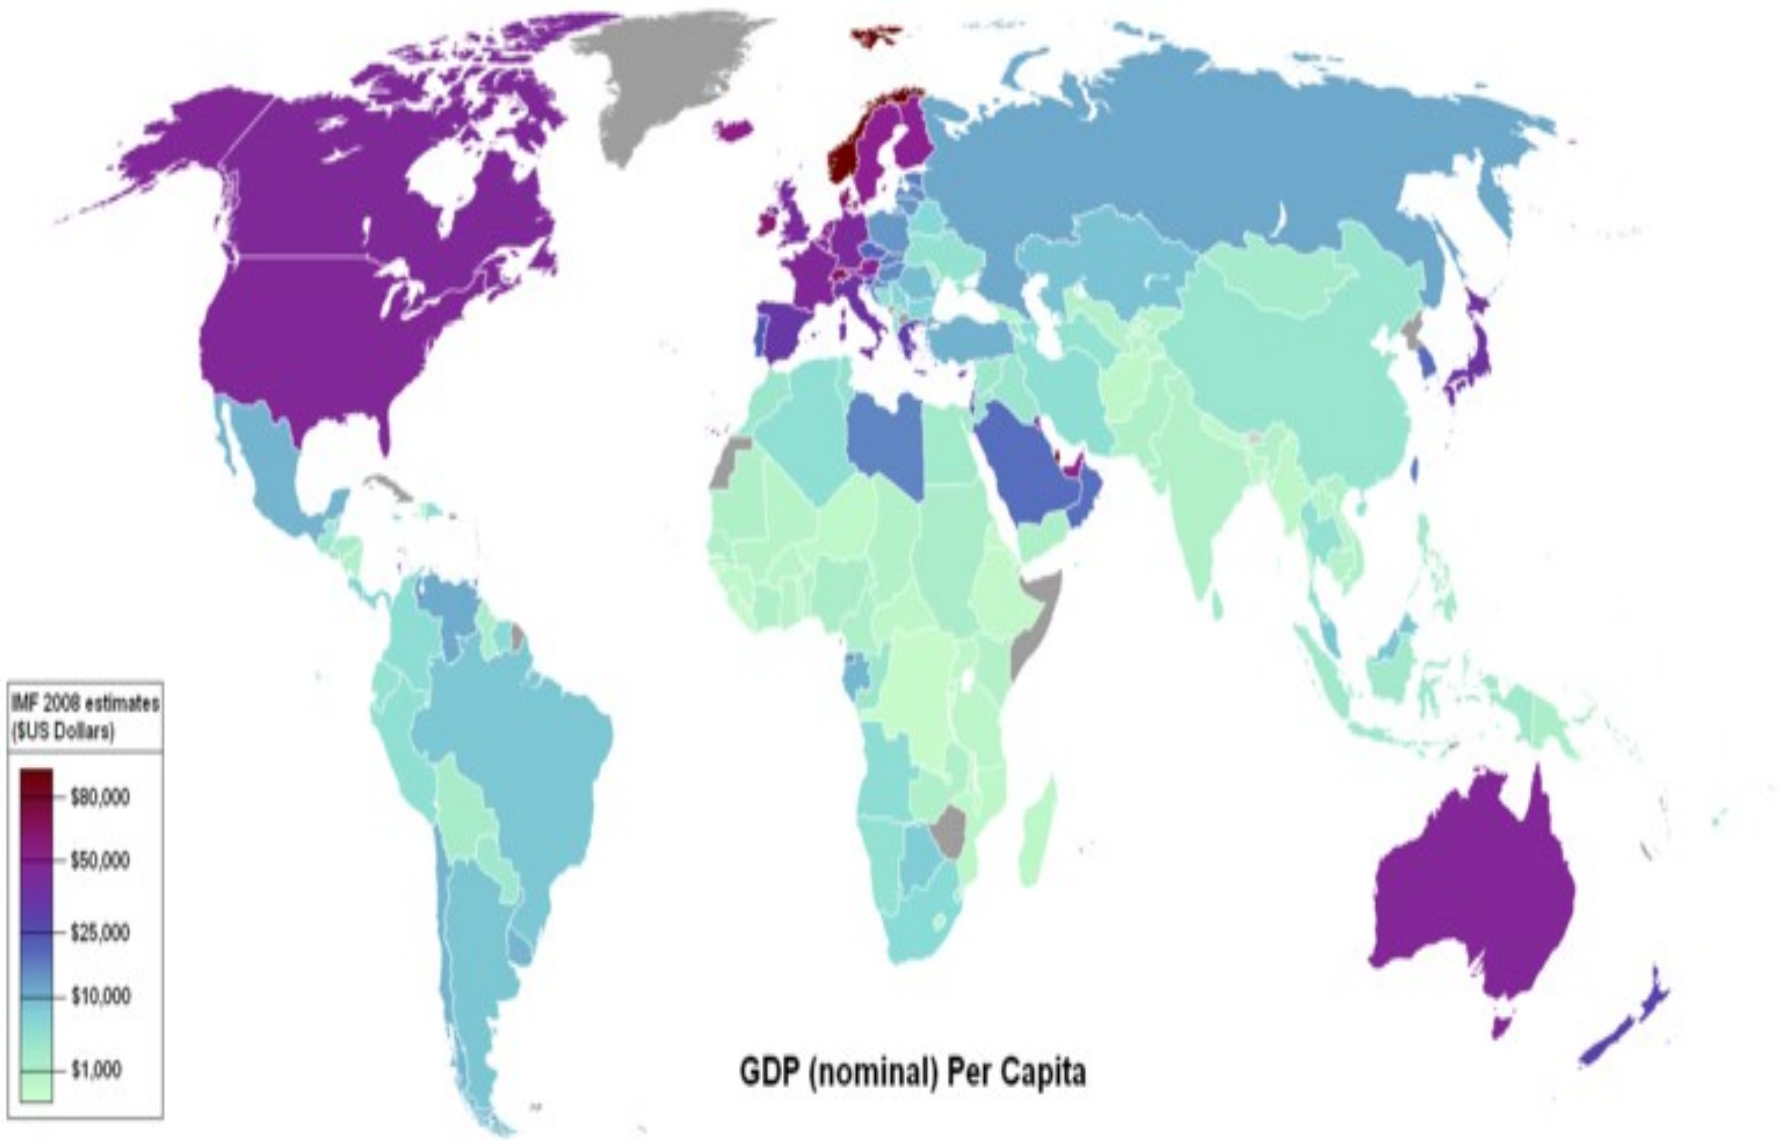 IMF 2008 estimates
($US Dollars)
$80,000
$50,000
$25,000
$10,000
$1,000
GDP (nominal) Per Capita